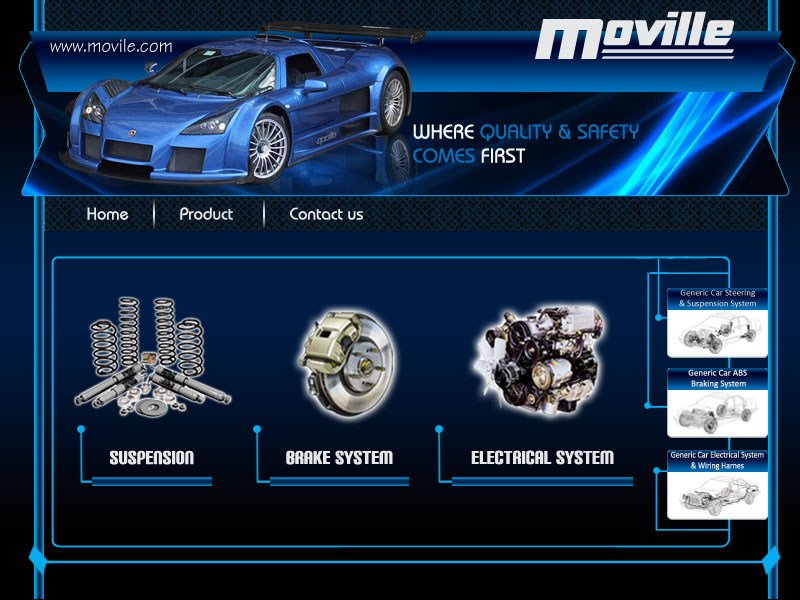 www.movile.com
moville
WHERE QUALITY & SAFETY
COMES FIRST
Home
Product
Contact us
Generic Car Steering
& Suspension System
Generic Car ABS
Braking System
Generic Car Electrical System
& Wiring Harnes
SUSPENSION
BRAKE SYSTEM
ELECTRICAL SYSTEM
apollo